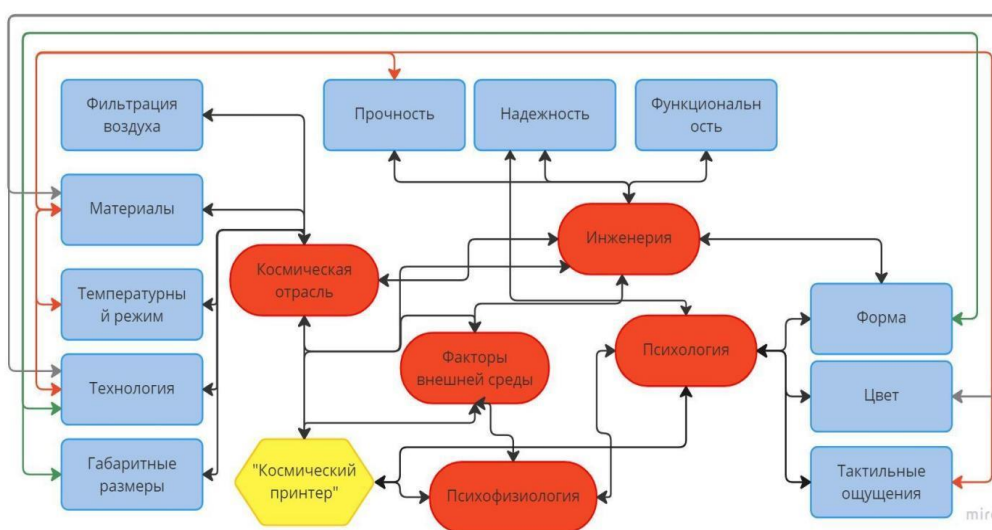 Фильтрация
воздуха
Прочность
Надежность
Функциональн
ость
Материалы
Инженерия
Космическая
отрасль
Температурны
й режим
Форма
Психология
Факторы
внешней среды
Технология
Цвет
Габаритные
размеры
"Космический
принтер"
Психофизиология
Тактильные
ощущения